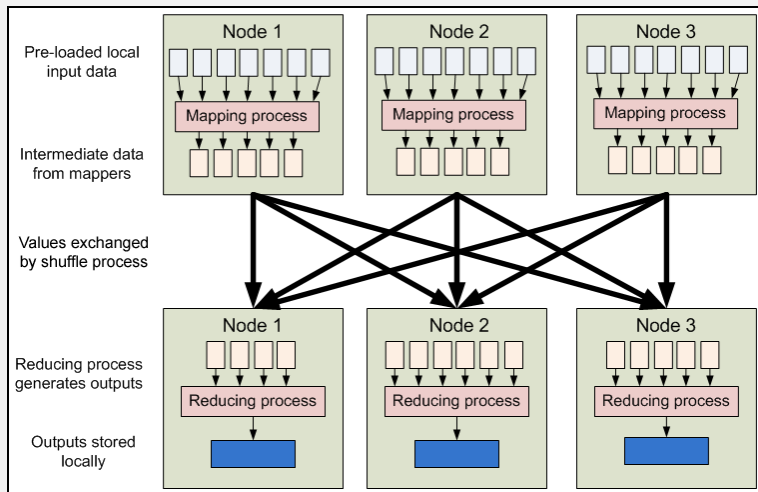 Node 1
Node 2
Node 3
Pre-loaded local
input data
Mapping process
Mapping process
Mapping process
Intermediate data
from mappers
Values exchanged
by shuffle process
Node 1
Node 2
Node 3
Reducing process
generates outputs
Reducing process
Reducing process
Reducing process
Outputs stored
locally